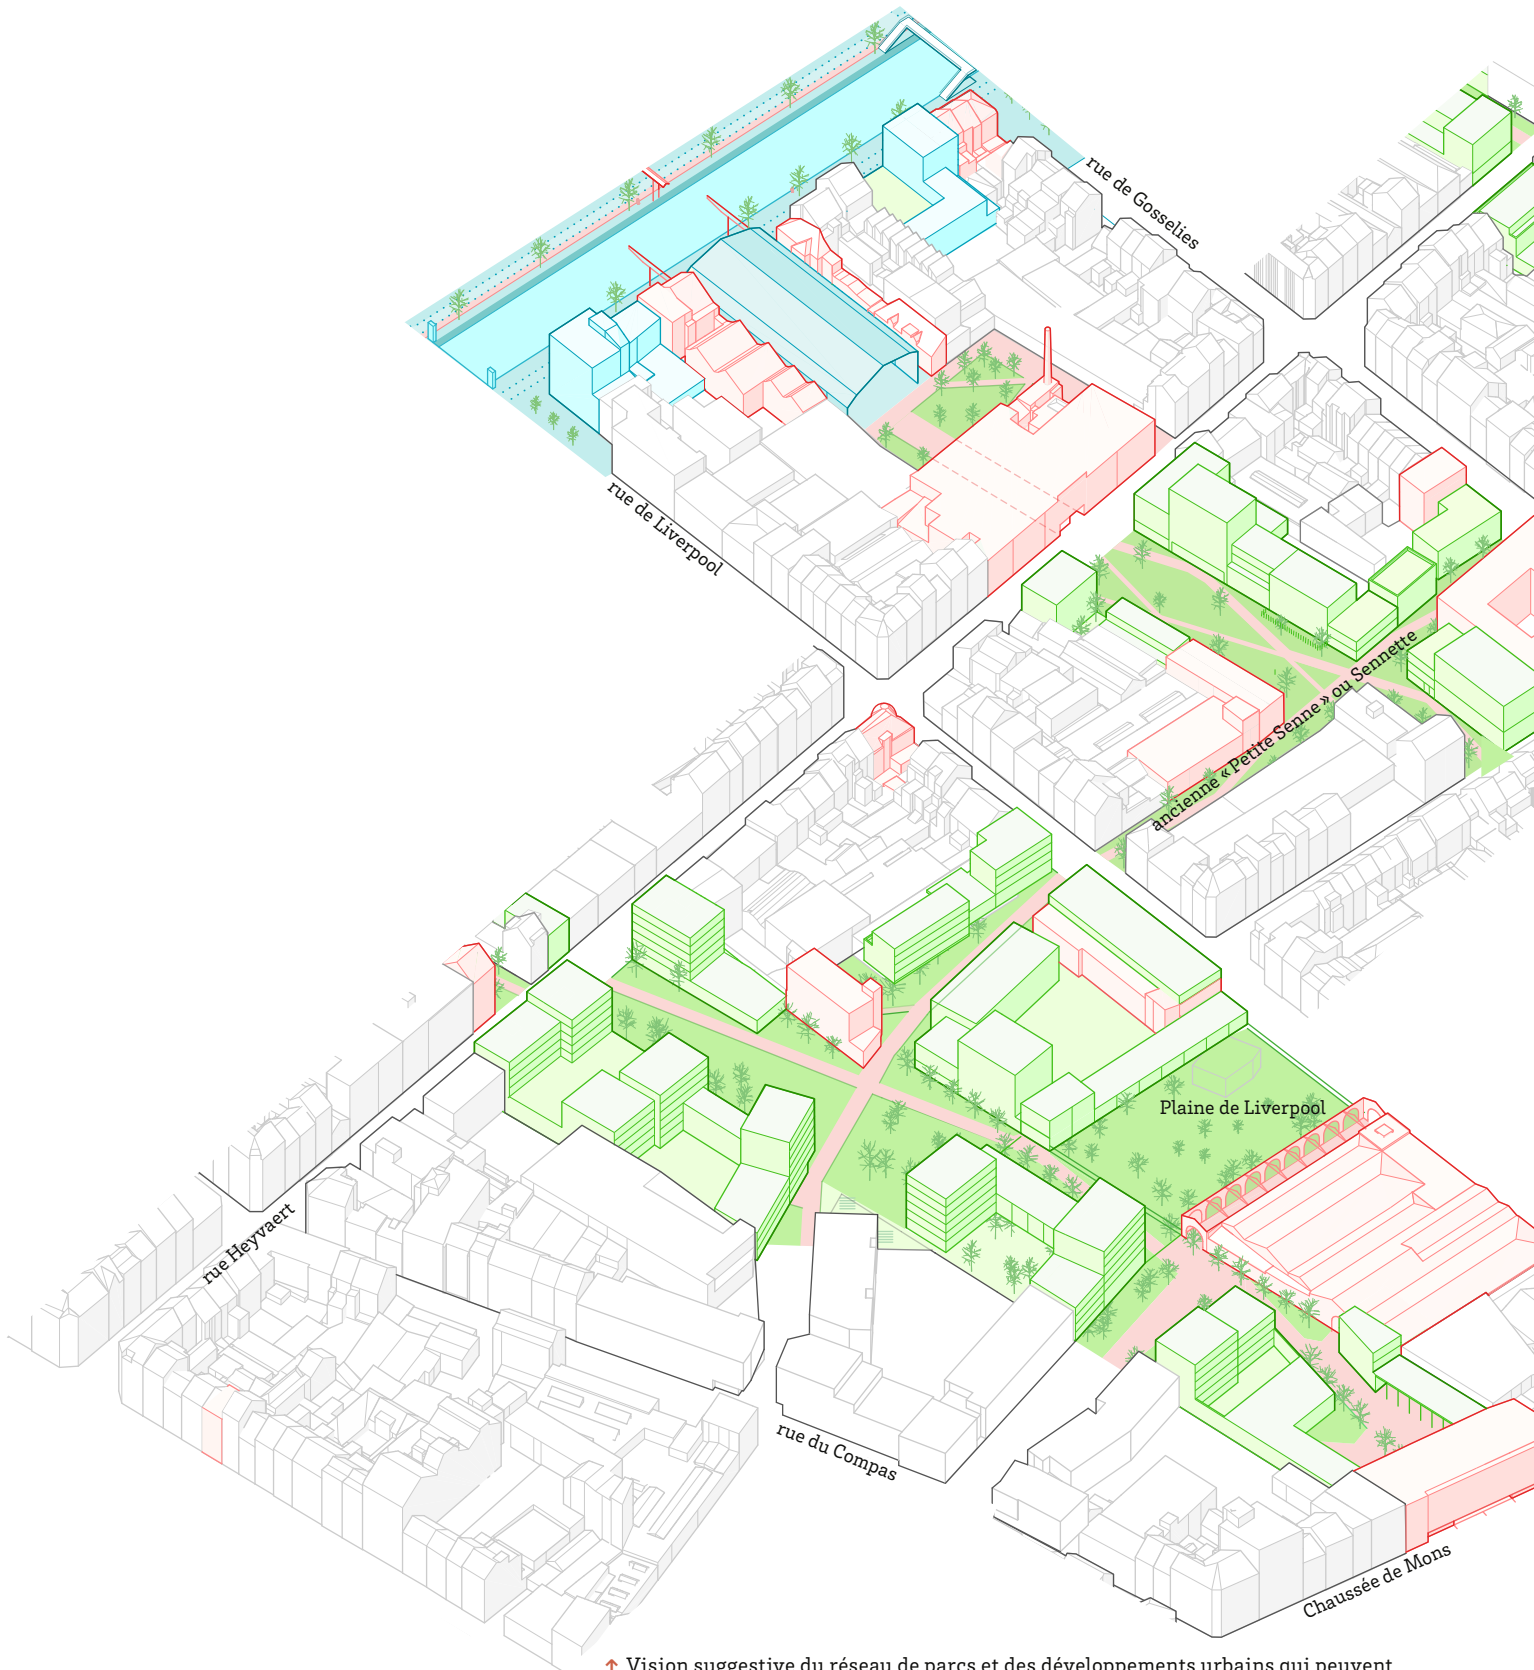 rue de Gosselies
rue de Liverpool
ancienne « Petite Senne » ou Sennette
Plaine de Liverpool
rue Heyvaert
rue du Compas
Chaussée de Mons
↑ Vision suggestive du réseau de parcs et des développements urbains qui peuvent